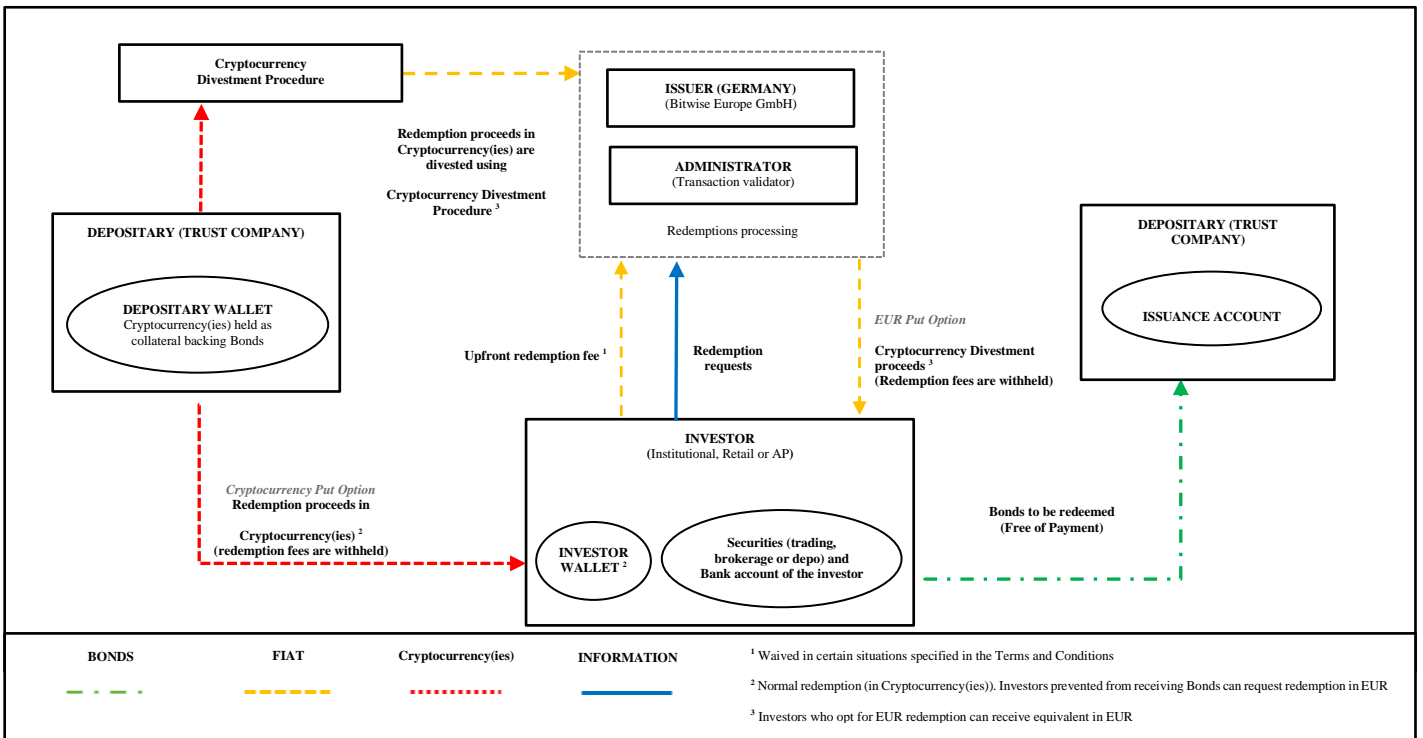 Cryptocurrency
Divestment Procedure
ISSUER (GERMANY)
(Bitwise Europe GmbH)
ADMINISTRATOR
(Transaction validator)
Redemptions processing
Redemption proceeds in
Cryptocurrency(ies) are
divested using
Cryptocurrency Divestment
Procedure ³
DEPOSITARY (TRUST COMPANY)
DEPOSITARY WALLET
Cryptocurrency(ies) held as
collateral backing Bonds
DEPOSITARY (TRUST
COMPANY)
ISSUANCE ACCOUNT
Upfront redemption fee ¹
Redemption
requests
EUR Put Option
Cryptocurrency Divestment
proceeds ³
(Redemption fees are withheld)
INVESTOR
(Institutional, Retail or AP)
INVESTOR
WALLET ²
Securities (trading,
brokerage or depo) and
Bank account of the investor
Cryptocurrency Put Option
Redemption proceeds in
Cryptocurrency(ies) ²
(redemption fees are withheld)
Bonds to be redeemed
(Free of Payment)
BONDS
FIAT
Cryptocurrency(ies)
INFORMATION
¹ Waived in certain situations specified in the Terms and Conditions
² Normal redemption (in Cryptocurrency(ies)). Investors prevented from receiving Bonds can request redemption in EUR
³ Investors who opt for EUR redemption can receive equivalent in EUR